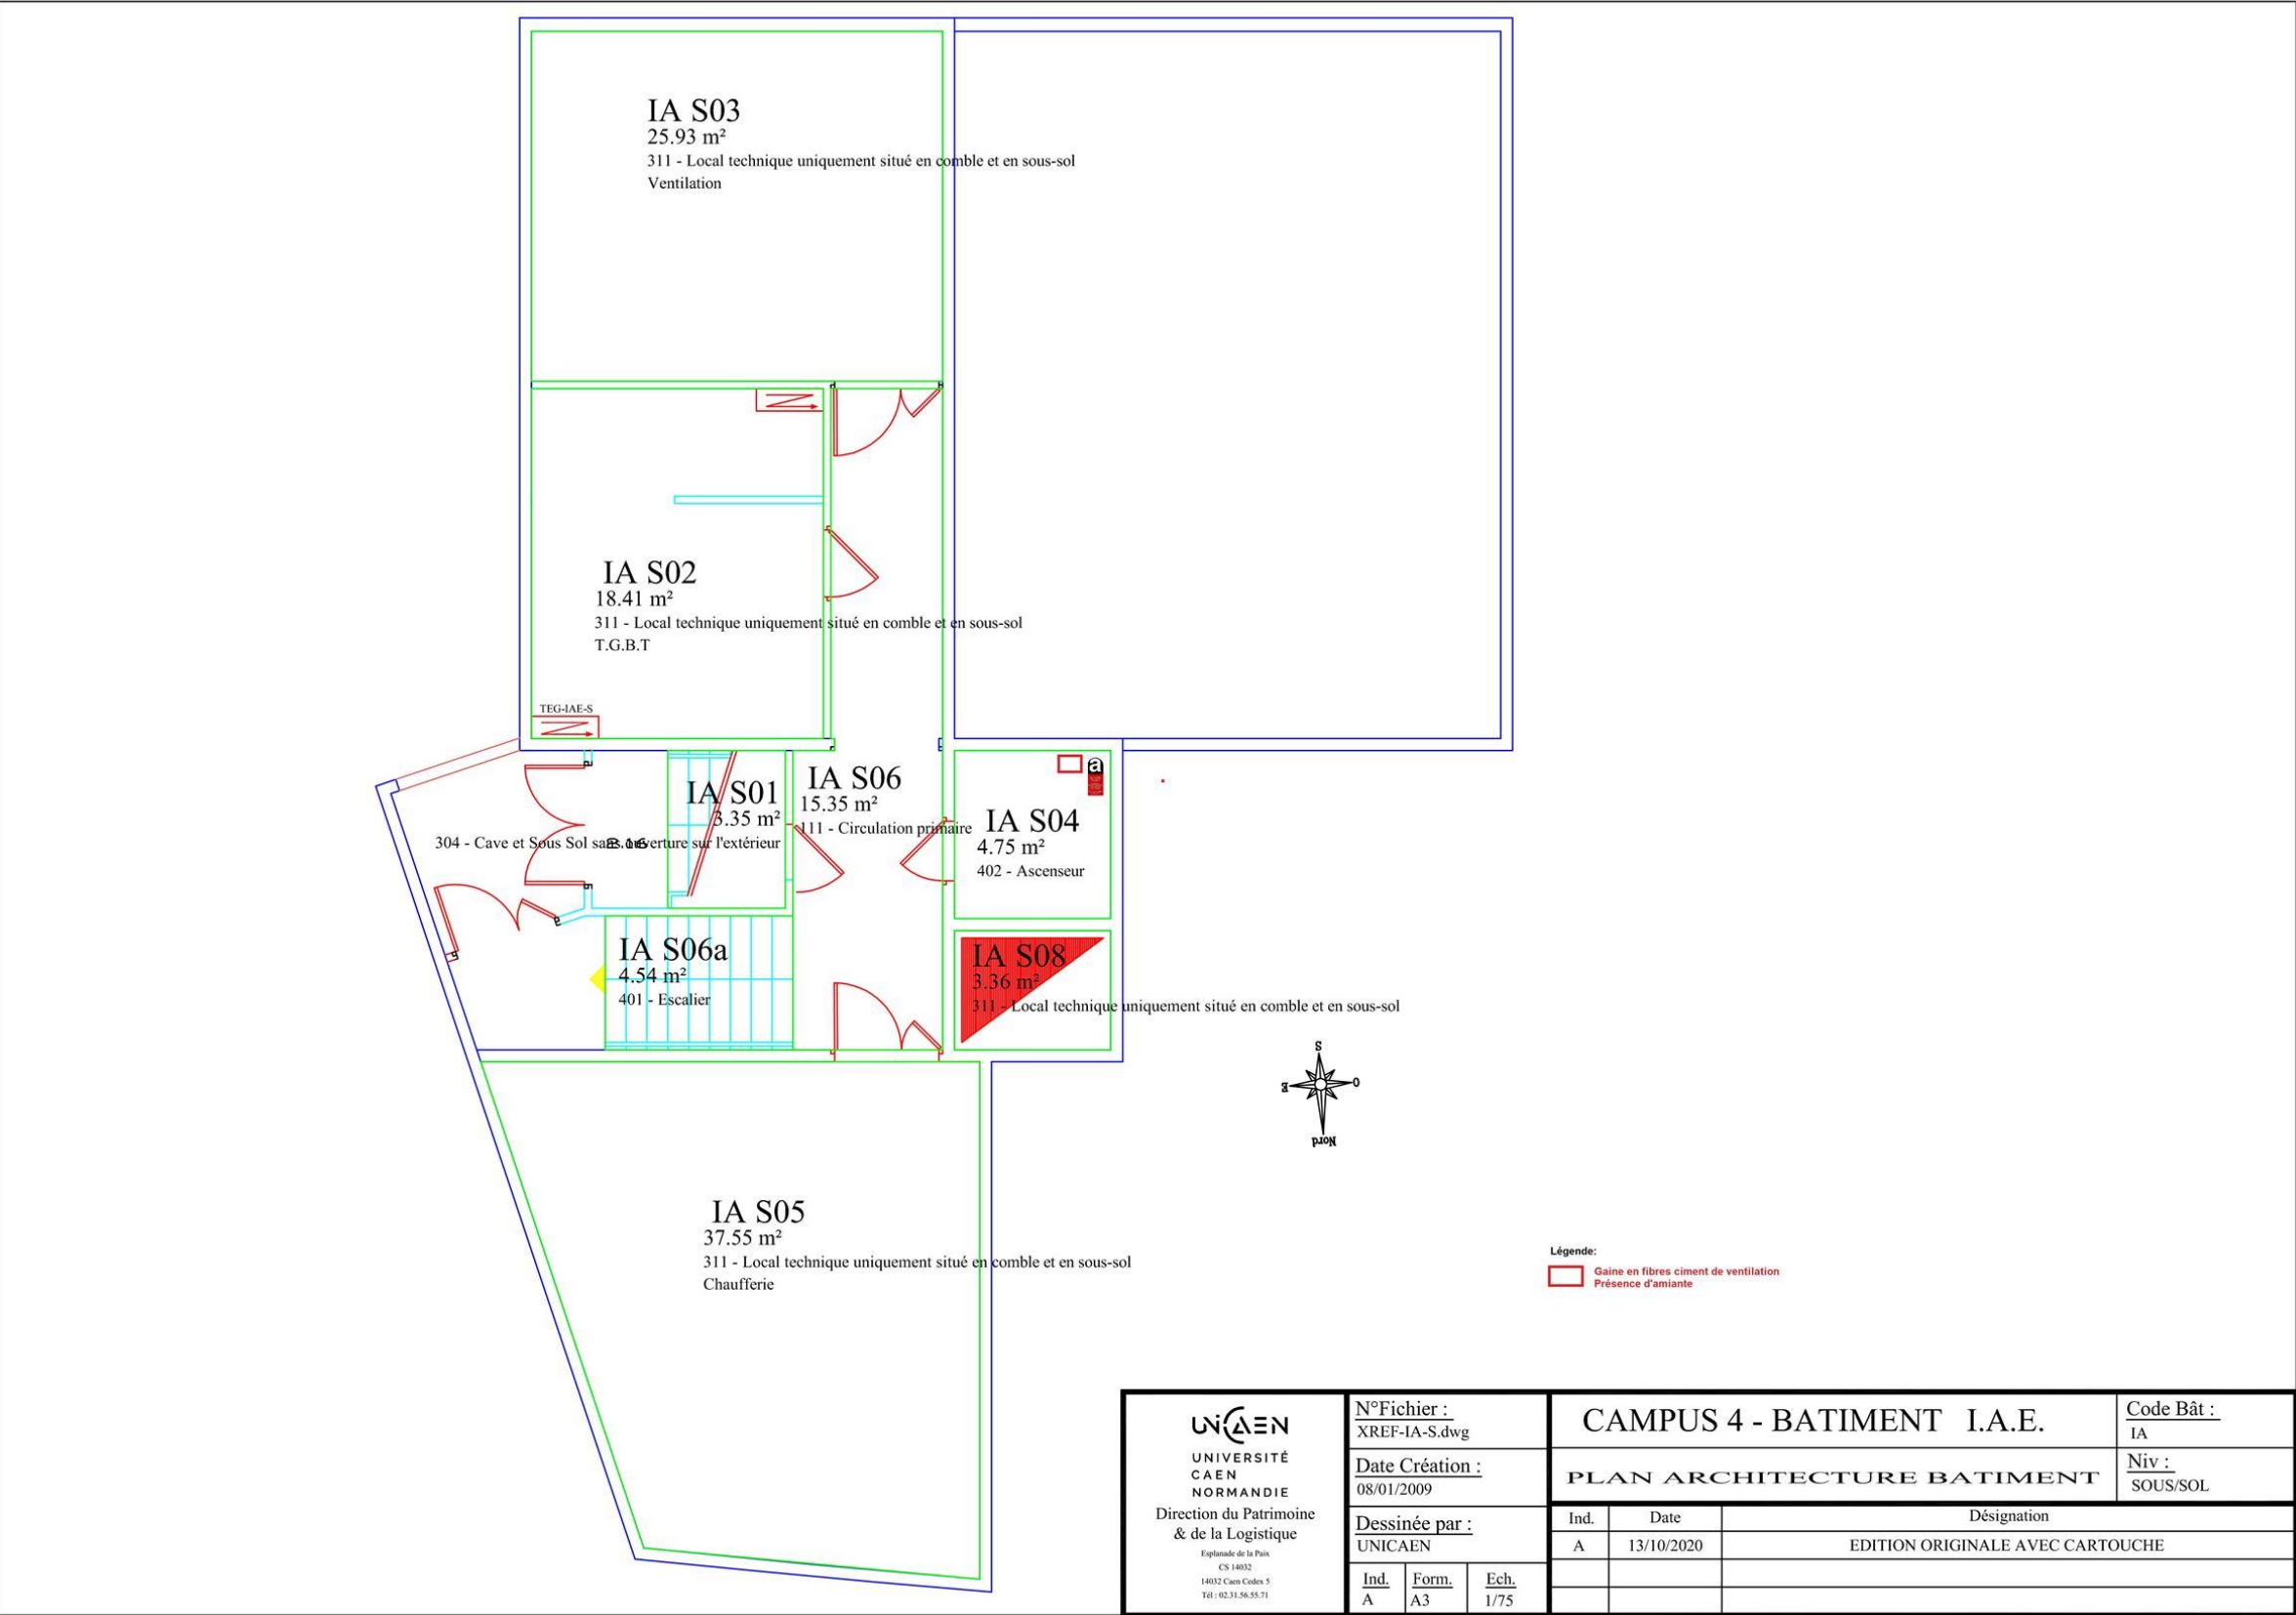 IA S03
25.93 m²
311 - Local technique uniquement situé en comble et en sous-sol
Ventilation
IA S02
18.41 m²
311 - Local technique uniquement situé en comble et en sous-sol
T.G.B.T
TEG-IAE-S
IA S01
3.35 m²
304 - Cave et Sous Sol sans ouverture sur l'extérieur
IA S06
15.35 m²
111 - Circulation primaire
a
IA S04
4.75 m²
402 - Ascenseur
IA S06a
4.54 m²
401 - Escalier
IA S08
3.36 m²
311 - Local technique uniquement situé en comble et en sous-sol
S
E
O
Nord
IA S05
37.55 m²
311 - Local technique uniquement situé en comble et en sous-sol
Chaufferie
Légende:
Gaine en fibres ciment de ventilation
Présence d'amiante
UNICAEN
UNIVERSITÉ
CAEN
NORMANDIE
Direction du Patrimoine
& de la Logistique
Esplanade de la Paix
CS 14032
14032 Caen Cedex 5
Tél : 02.31.56.55.71
N°Fichier :
XREF-IA-S.dwg
Date Création :
08/01/2009
Dessinée par :
UNICAEN
Ind. Form. Ech.
A A3 1/75
CAMPUS 4 - BATIMENT I.A.E.
PLAN ARCHITECTURE BATIMENT
Code Bât :
IA
Niv :
SOUS/SOL
Ind. Date Désignation
A 13/10/2020 EDITION ORIGINALE AVEC CARTOUCHE